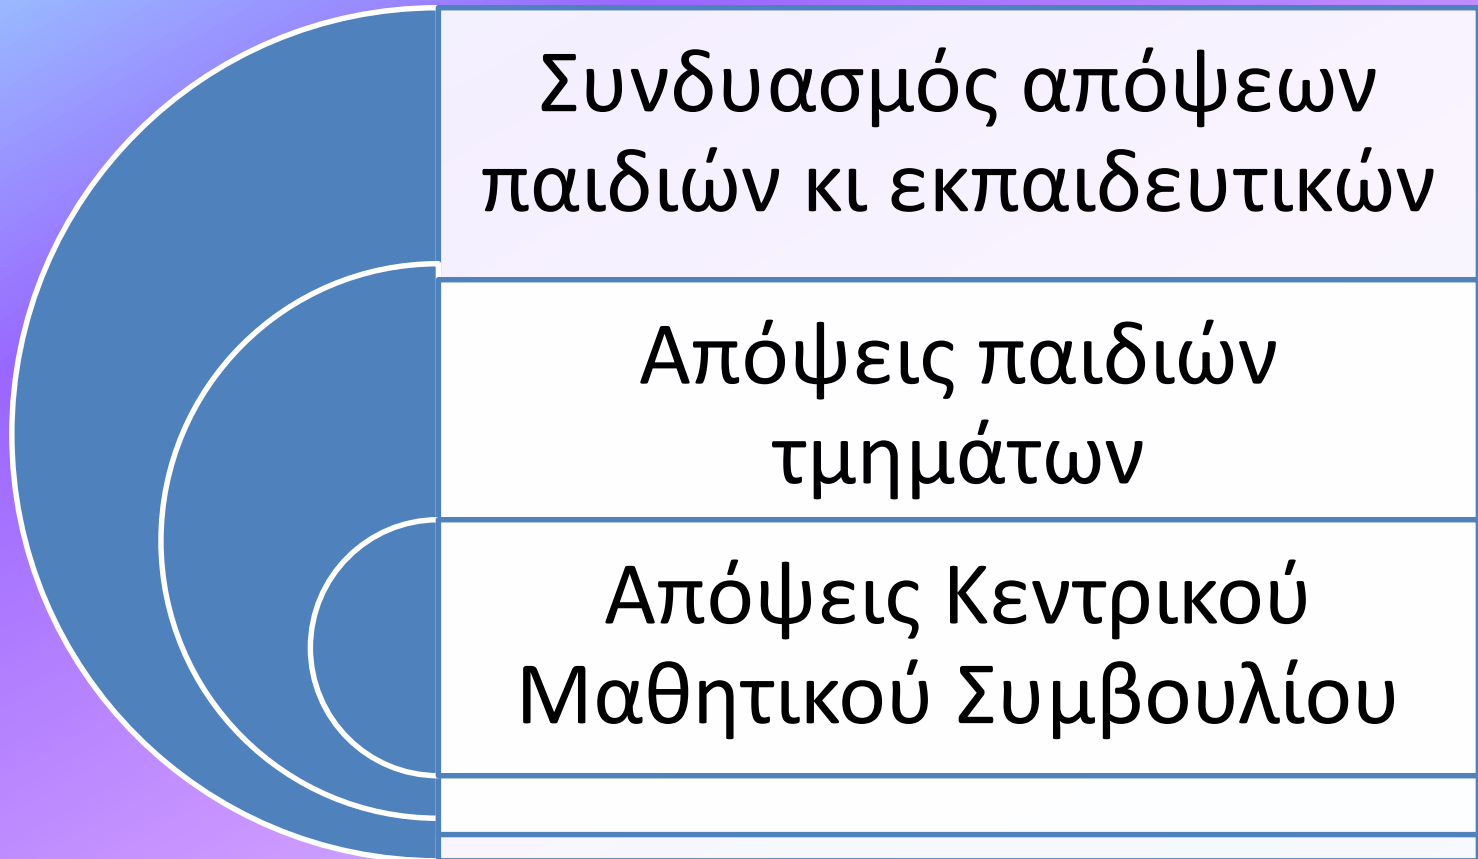 Συνδυασμός απόψεων
παιδιών κι εκπαιδευτικών
Απόψεις παιδιών
τμημάτων
Απόψεις Κεντρικού
Μαθητικού Συμβουλίου